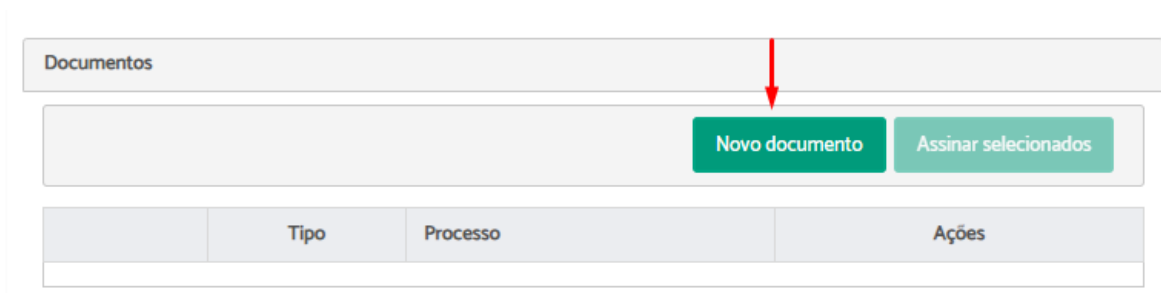 Documentos
Novo documento Assinar selecionados
Tipo Processo Ações